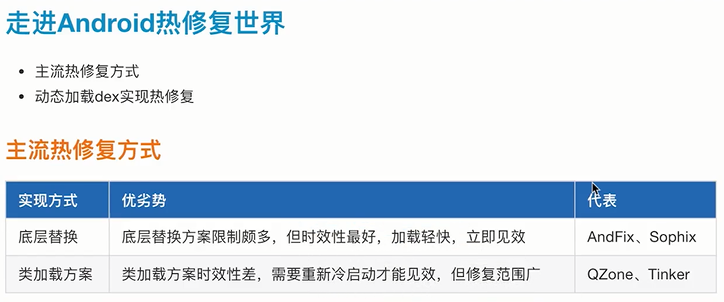 走进Android热修复世界
主流热修复方式
动态加载dex实现热修复
主流热修复方式
实现方式 优劣势 代表
底层替换 底层替换方案限制颇多，但时效性最好，加载轻快，立即见效 AndFix、Sophix
类加载方案 类加载方案时效性差，需要重新冷启动才能见效，但修复范围广 QZone、Tinker